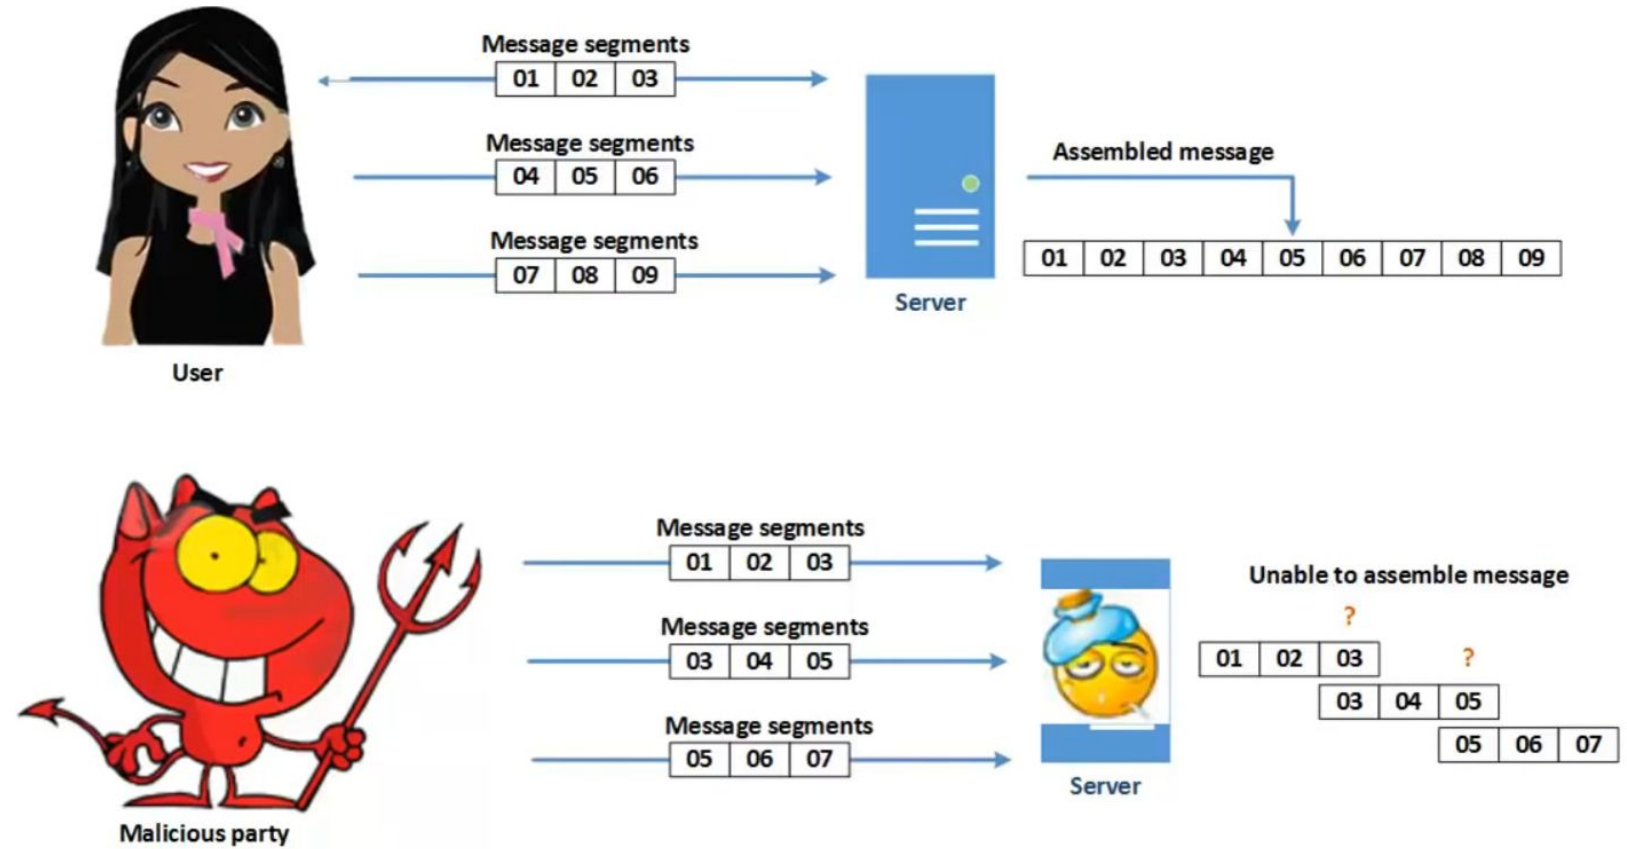 Message segments
01 02 03
Message segments
04 05 06
Message segments
07 08 09
User
Server
Assembled message
01 02 03 04 05 06 07 08 09
Message segments
01 02 03
Message segments
03 04 05
Message segments
05 06 07
Malicious party
Server
Unable to assemble message
?
01 02 03
?
03 04 05
05 06 07